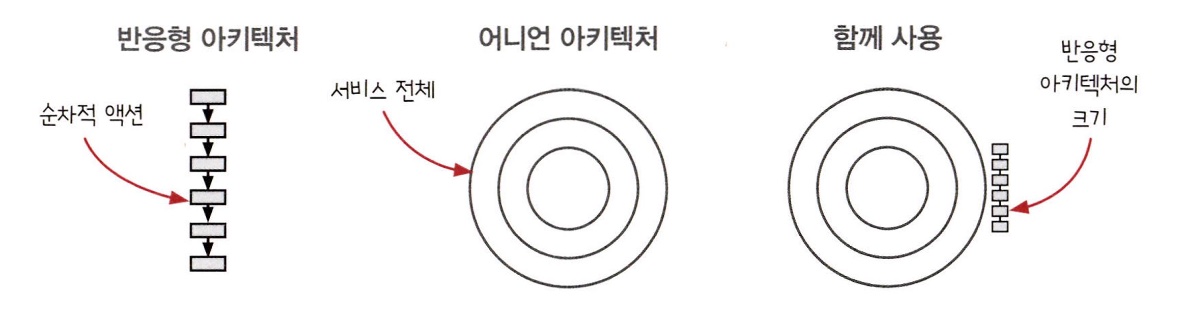 반응형 아키텍처
순차적 액션
어니언 아키텍처
서비스 전체
함께 사용
반응형
아키텍처의
크기